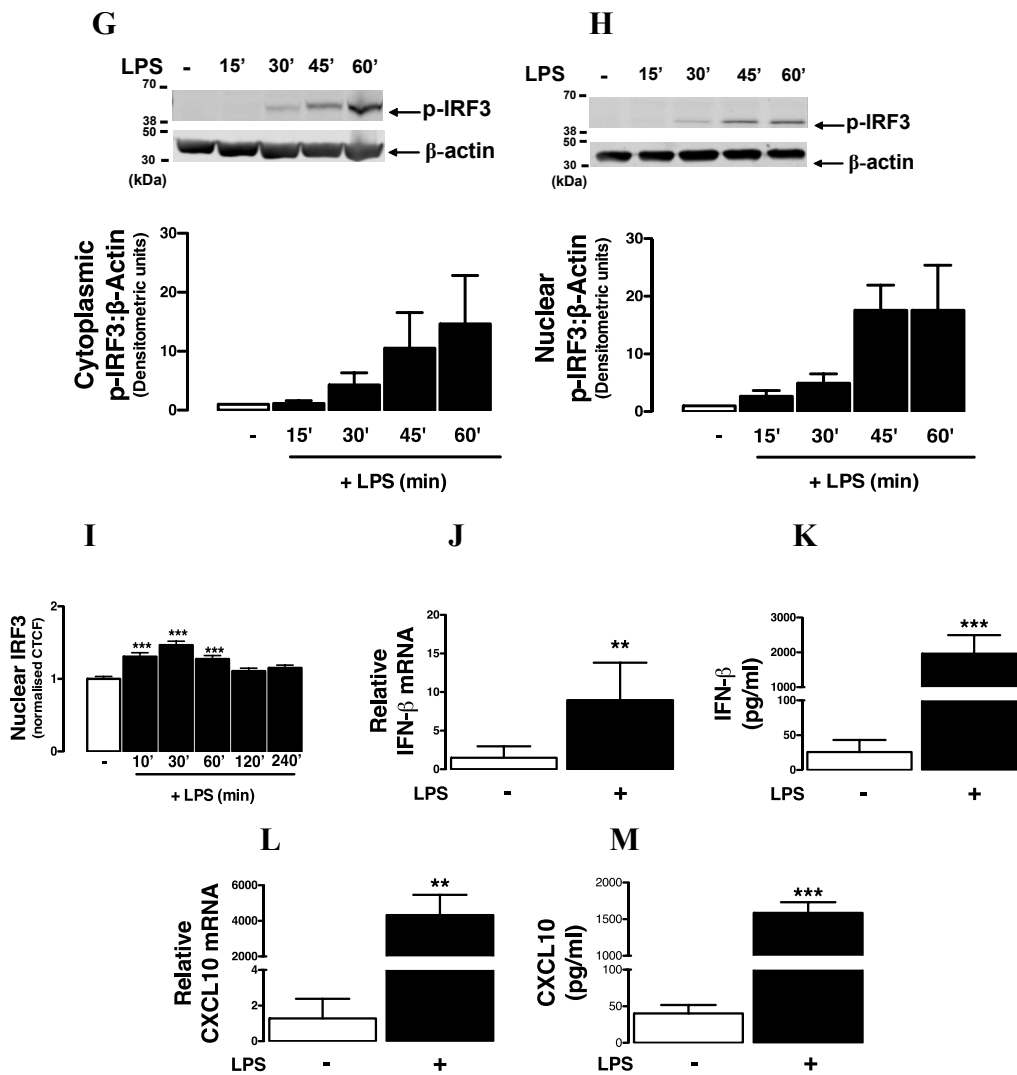 G
LPS - 15’ 30’ 45’ 60’
70
38
p-IRF3
50
30
β-actin
(kDa)
Cytoplasmic
p-IRF3:β-Actin
(Densitometric units)
30
20
10
0
- 15' 30' 45' 60'
+ LPS (min)
H
LPS - 15’ 30’ 45’ 60’
70
38
p-IRF3
50
30
β-actin
(kDa)
Nuclear
p-IRF3:β-Actin
(Densitometric units)
30
20
10
0
- 15' 30' 45' 60'
+ LPS (min)
I
Nuclear IRF3
(normalised CTCF)
2
1
0
*** *** ***
- 10’ 30’ 60’ 120’ 240’
+ LPS (min)
J
Relative
IFN-β mRNA
20
15
10
5
0
**
LPS - +
K
IFN-β
(pg/ml)
3000
2000
1000
100
50
0
***
LPS - +
L
Relative
CXCL10 mRNA
6000
4000
2000
4
2
0
**
LPS - +
M
CXCL10
(pg/ml)
2000
1500
1000
100
50
0
***
LPS - +